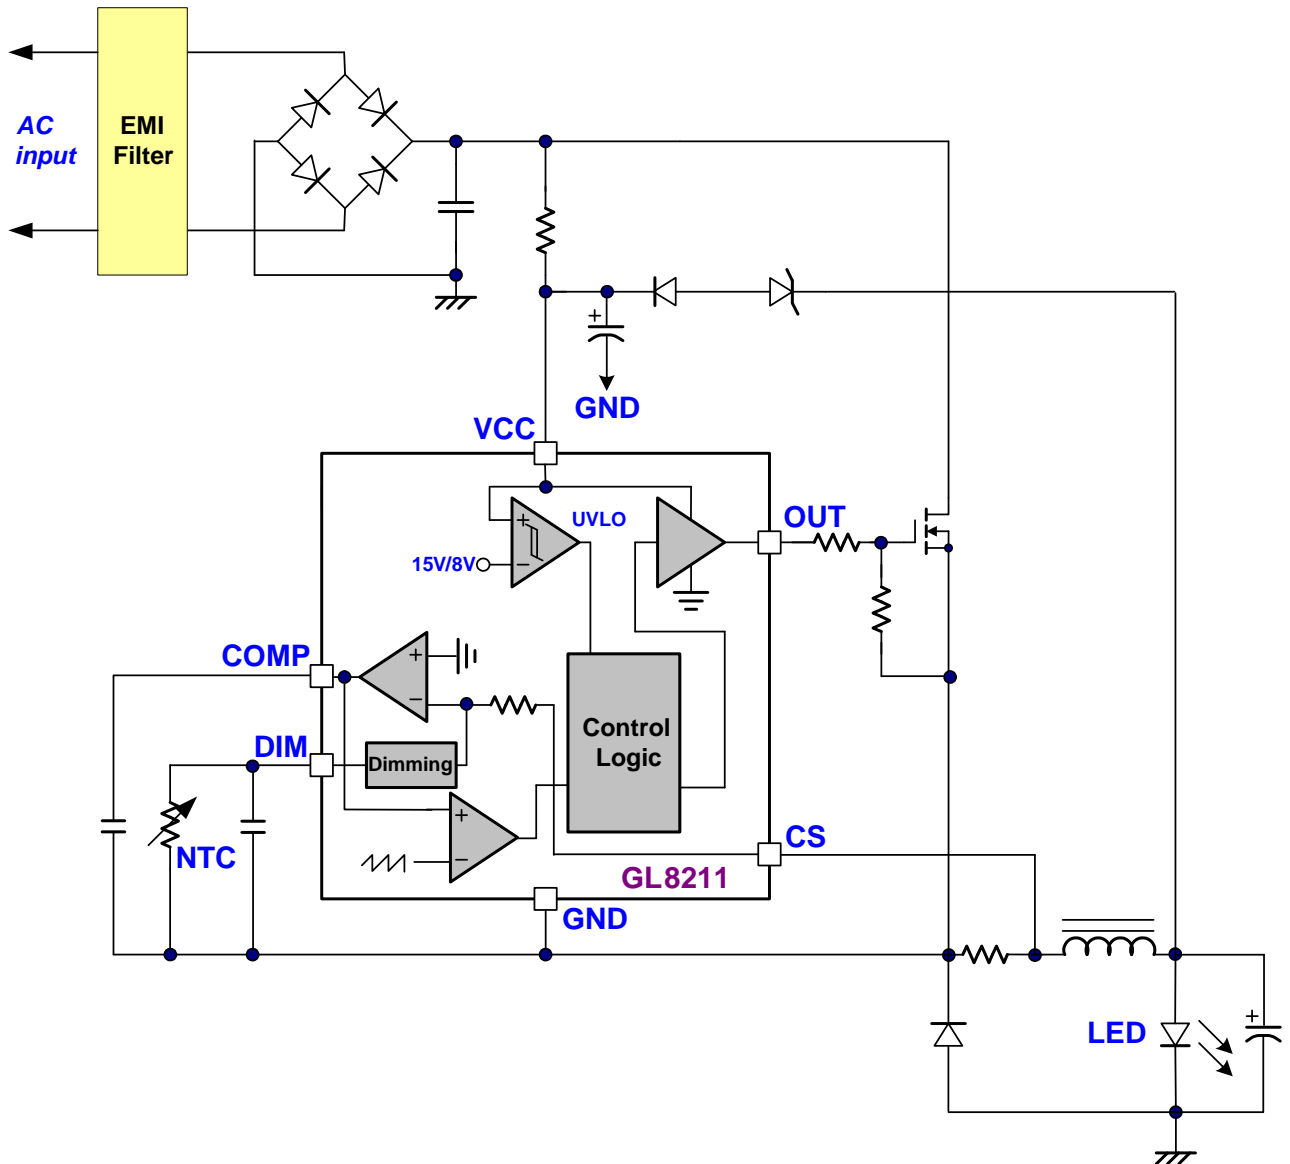 AC
input
EMI
Filter
+
GND
VCC
+
UVLO
15V/8V
−
OUT
COMP
+
−
DIM
Dimming
Control
Logic
+
−
NTC
CS
GL8211
GND
LED
+